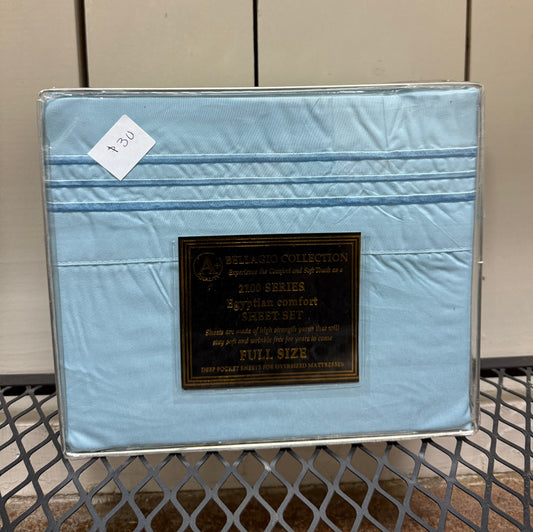 $30
BELLAGIO COLLECTION
Experience the Comfort and Soft Touch as a
2200 SERIES
Egyptian comfort
SHEET SET
Sheets are made of high strength yarns that will
stay soft and wrinkle free for years to come
FULL SIZE
DEEP POCKET SHEETS FOR OVERSIZED MATTRESSES